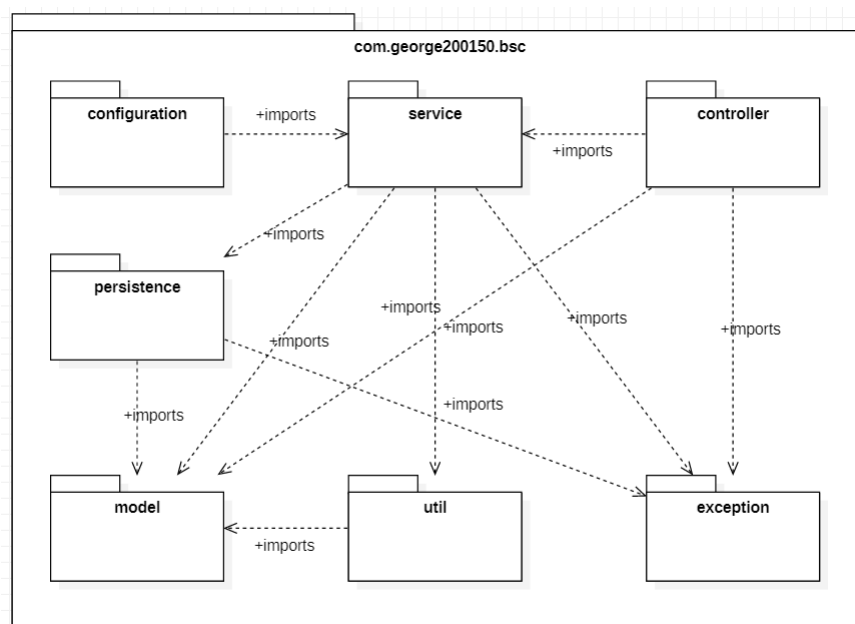 com.george200150.bsc
configuration
service
controller
+imports
+imports
+imports
persistence
+imports
+imports
+imports
+imports
+imports
+imports
+imports
model
util
exception
+imports